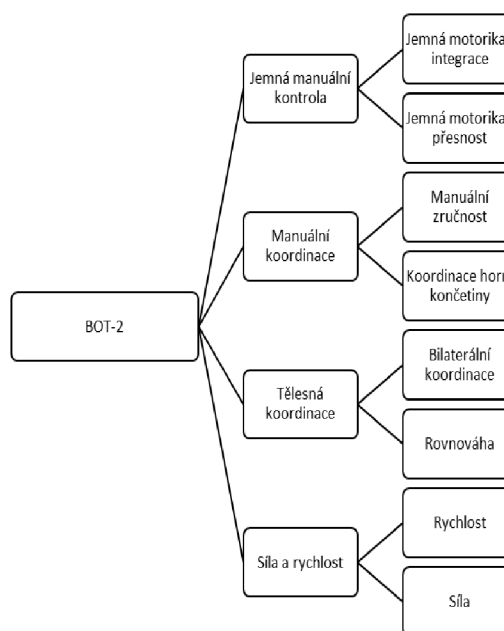 BOT-2
Jemná manuální
kontrola
Jemná motorika
integrace
Jemná motorika
přesnost
Manuální
koordinace
Manuální
zručnost
Koordinace horn
končetiny
Tělesná
koordinace
Bilaterální
koordinace
Rovnováha
Síla a rychlost
Rychlost
Síla